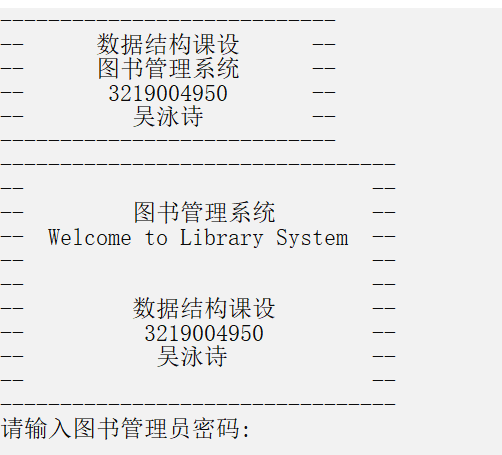 ----------------------------
--      数据结构课设      --
--      图书管理系统      --
--       3219004950       --
--         吴泳诗         --
----------------------------
---------------------------------
--                             --
--         图书管理系统        --
--  Welcome to Library System  --
--                             --
--                             --
--         数据结构课设        --
--          3219004950         --
--           吴泳诗            --
--                             --
---------------------------------
请输入图书管理员密码: